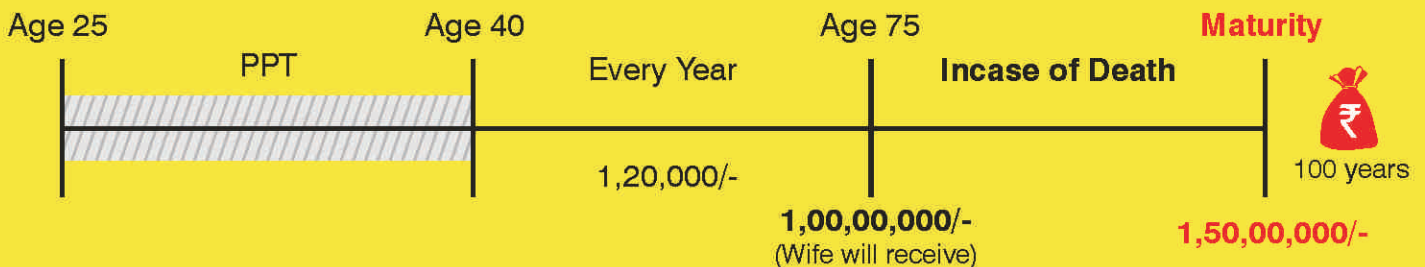 Age 25 Age 40 Age 75 Maturity
PPT Every Year Incase of Death
₹
100 years
1,20,000/-
1,00,00,000/- 1,50,00,000/-
(Wife will receive)